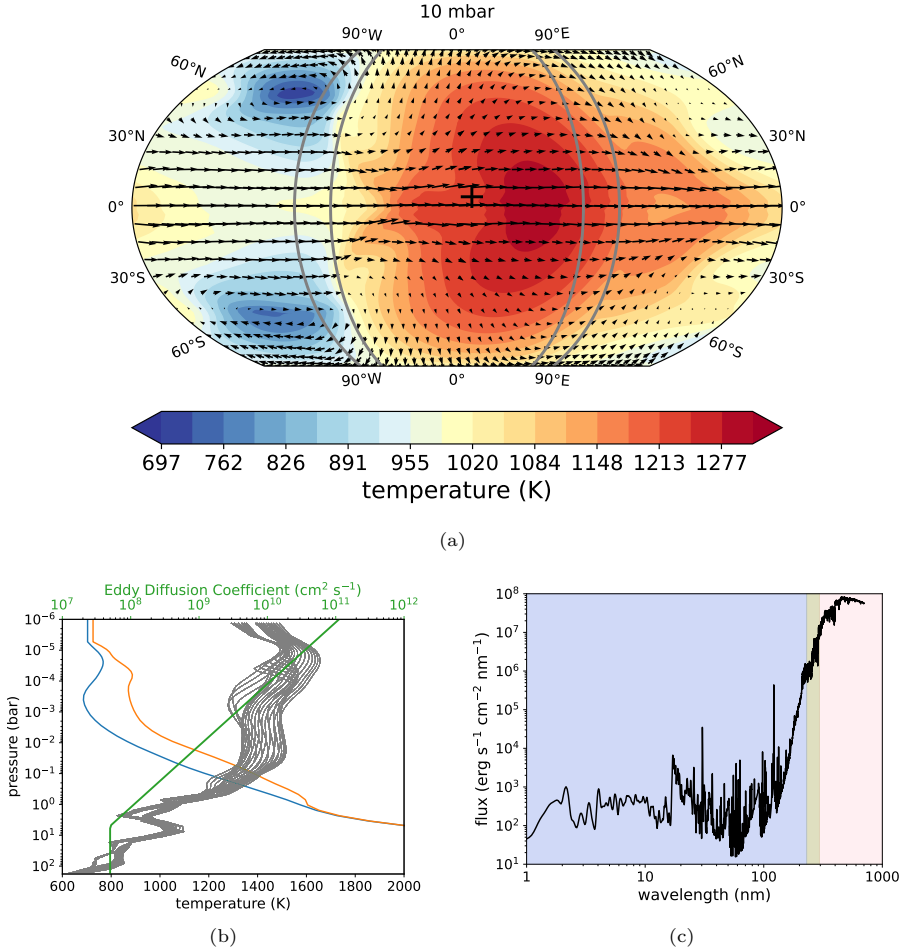 10 mbar
90°W 0° 90°E
60°N 60°N
30°N 30°N
0° 0°
30°S 30°S
60°S 60°S
90°W 0° 90°E
697 762 826 891 955 1020 1084 1148 1213 1277
temperature (K)
(a)
Eddy Diffusion Coefficient (cm² s⁻¹)
10⁷ 10⁸ 10⁹ 10¹⁰ 10¹¹ 10¹²
10⁻⁶
10⁻⁵
10⁻⁴
10⁻³
10⁻²
10⁻¹
10⁰
10¹
10²
pressure (bar)
600 800 1000 1200 1400 1600 1800 2000
temperature (K)
(b)
10⁸
10⁷
10⁶
10⁵
10⁴
10³
10²
10¹
flux (erg s⁻¹ cm⁻² nm⁻¹)
1 10 100 1000
wavelength (nm)
(c)